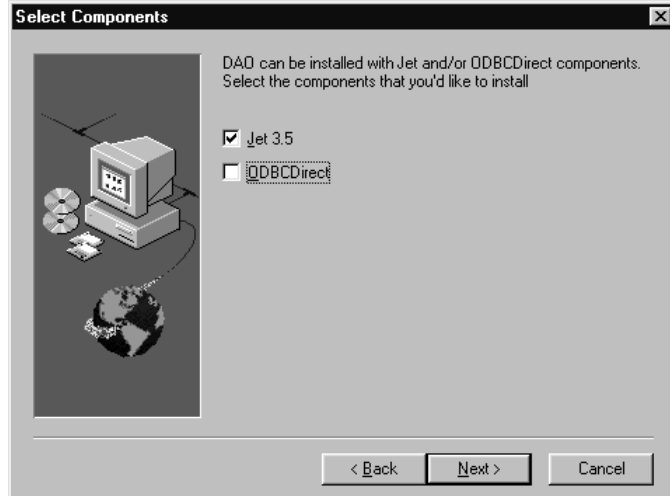 Select Components
DAO can be installed with Jet and/or ODBCDirect components.
Select the components that you'd like to install
Jet 3.5
ODBCDirect
< Back
Next >
Cancel